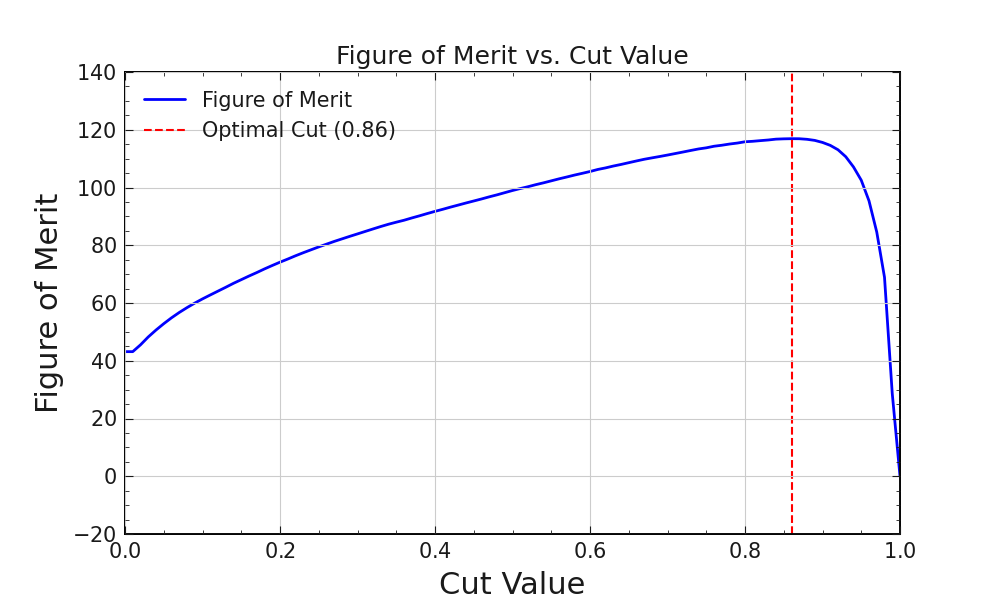 Figure of Merit vs. Cut Value
140
120
100
80
60
40
20
0
−20
Figure of Merit
Figure of Merit
Optimal Cut (0.86)
0.0 0.2 0.4 0.6 0.8 1.0
Cut Value